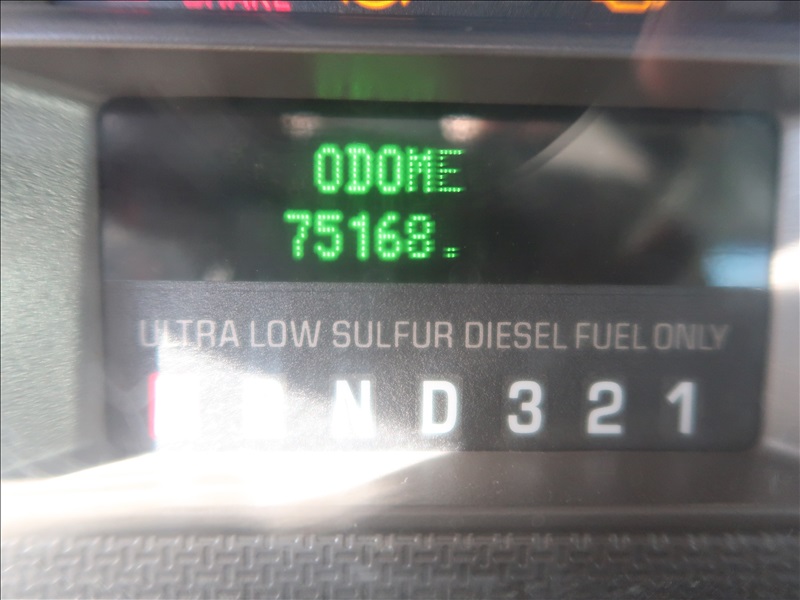 ODOME
75168.
ULTRA LOW SULFUR DIESEL FUEL ONLY
R N D 3 2 1